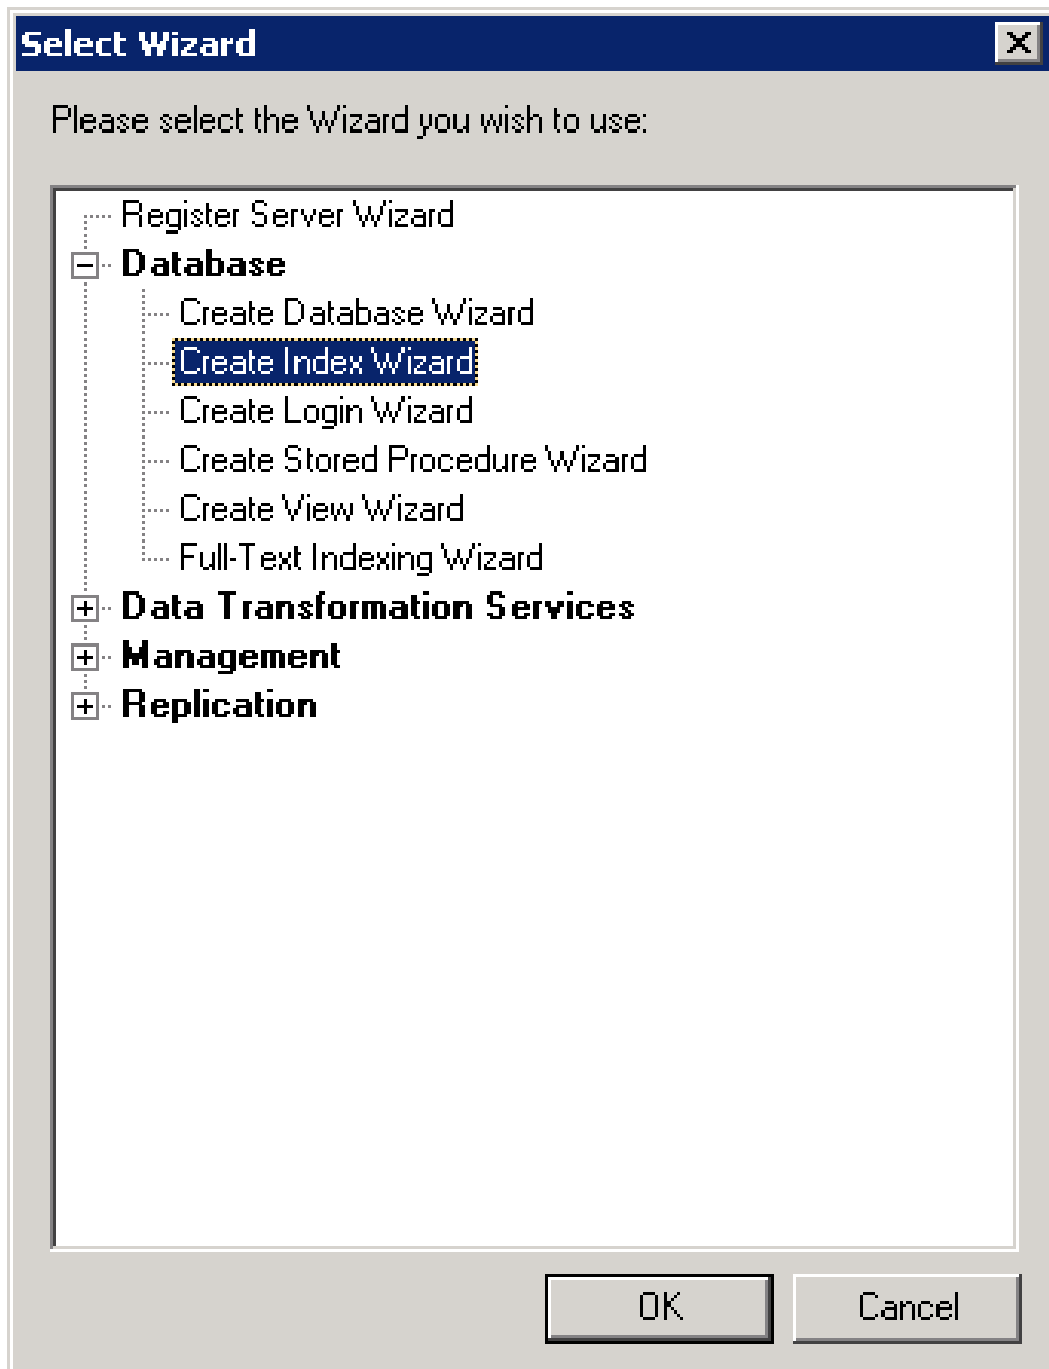 Select Wizard
Please select the Wizard you wish to use:
Register Server Wizard
Database
Create Database Wizard
Create Index Wizard
Create Login Wizard
Create Stored Procedure Wizard
Create View Wizard
Full-Text Indexing Wizard
Data Transformation Services
Management
Replication
OK
Cancel